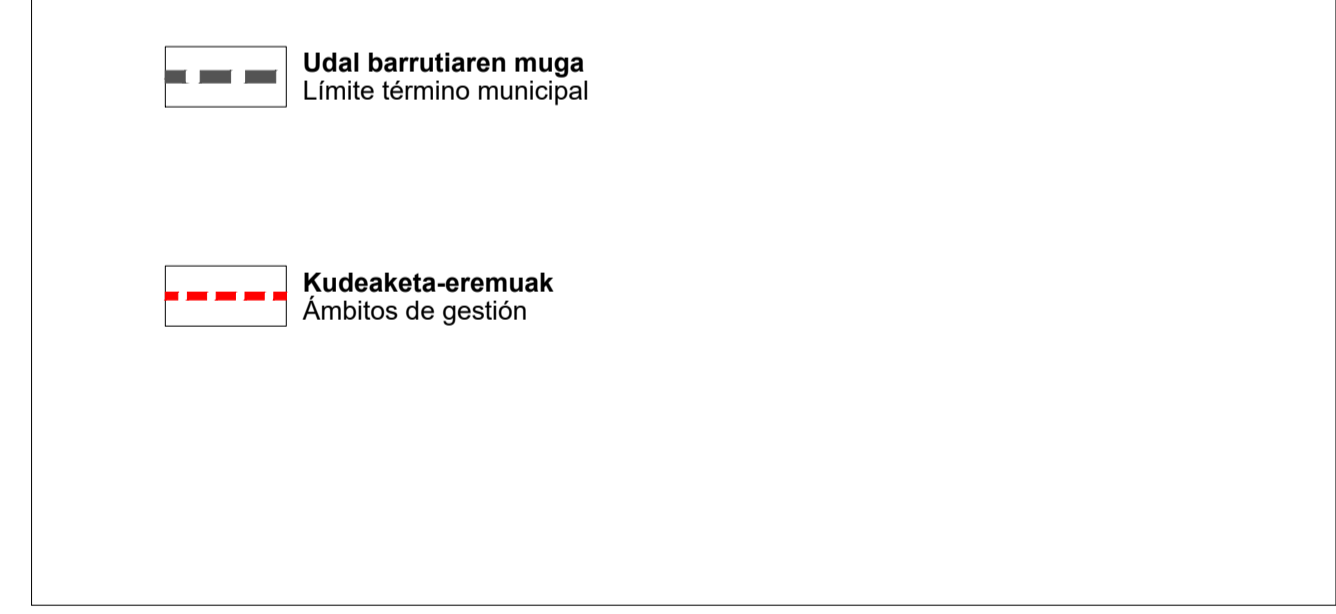 Udal barrutiaren muga
Límite término municipal
Kudeaketa-eremuak
Ámbitos de gestión